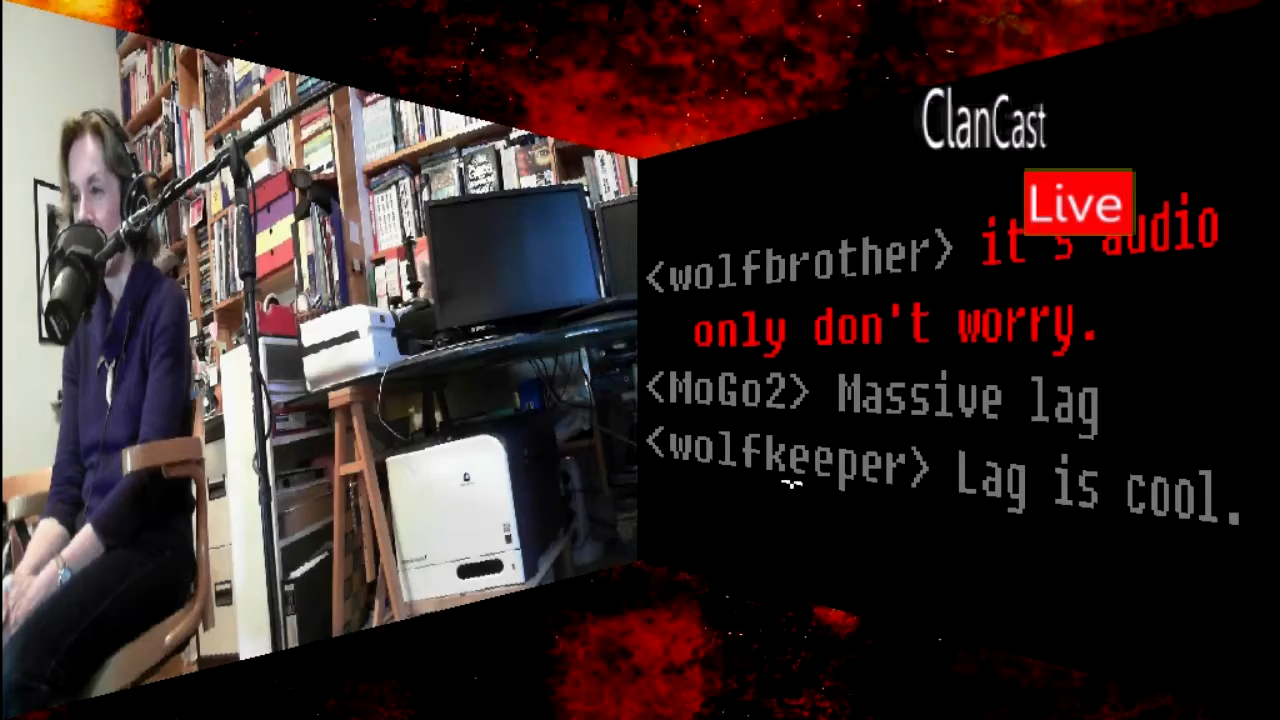 ClanCast
Live
<wolfbrother> it's audio
only don't worry.
<MoGo2> Massive lag
<wolfkeeper> Lag is cool.